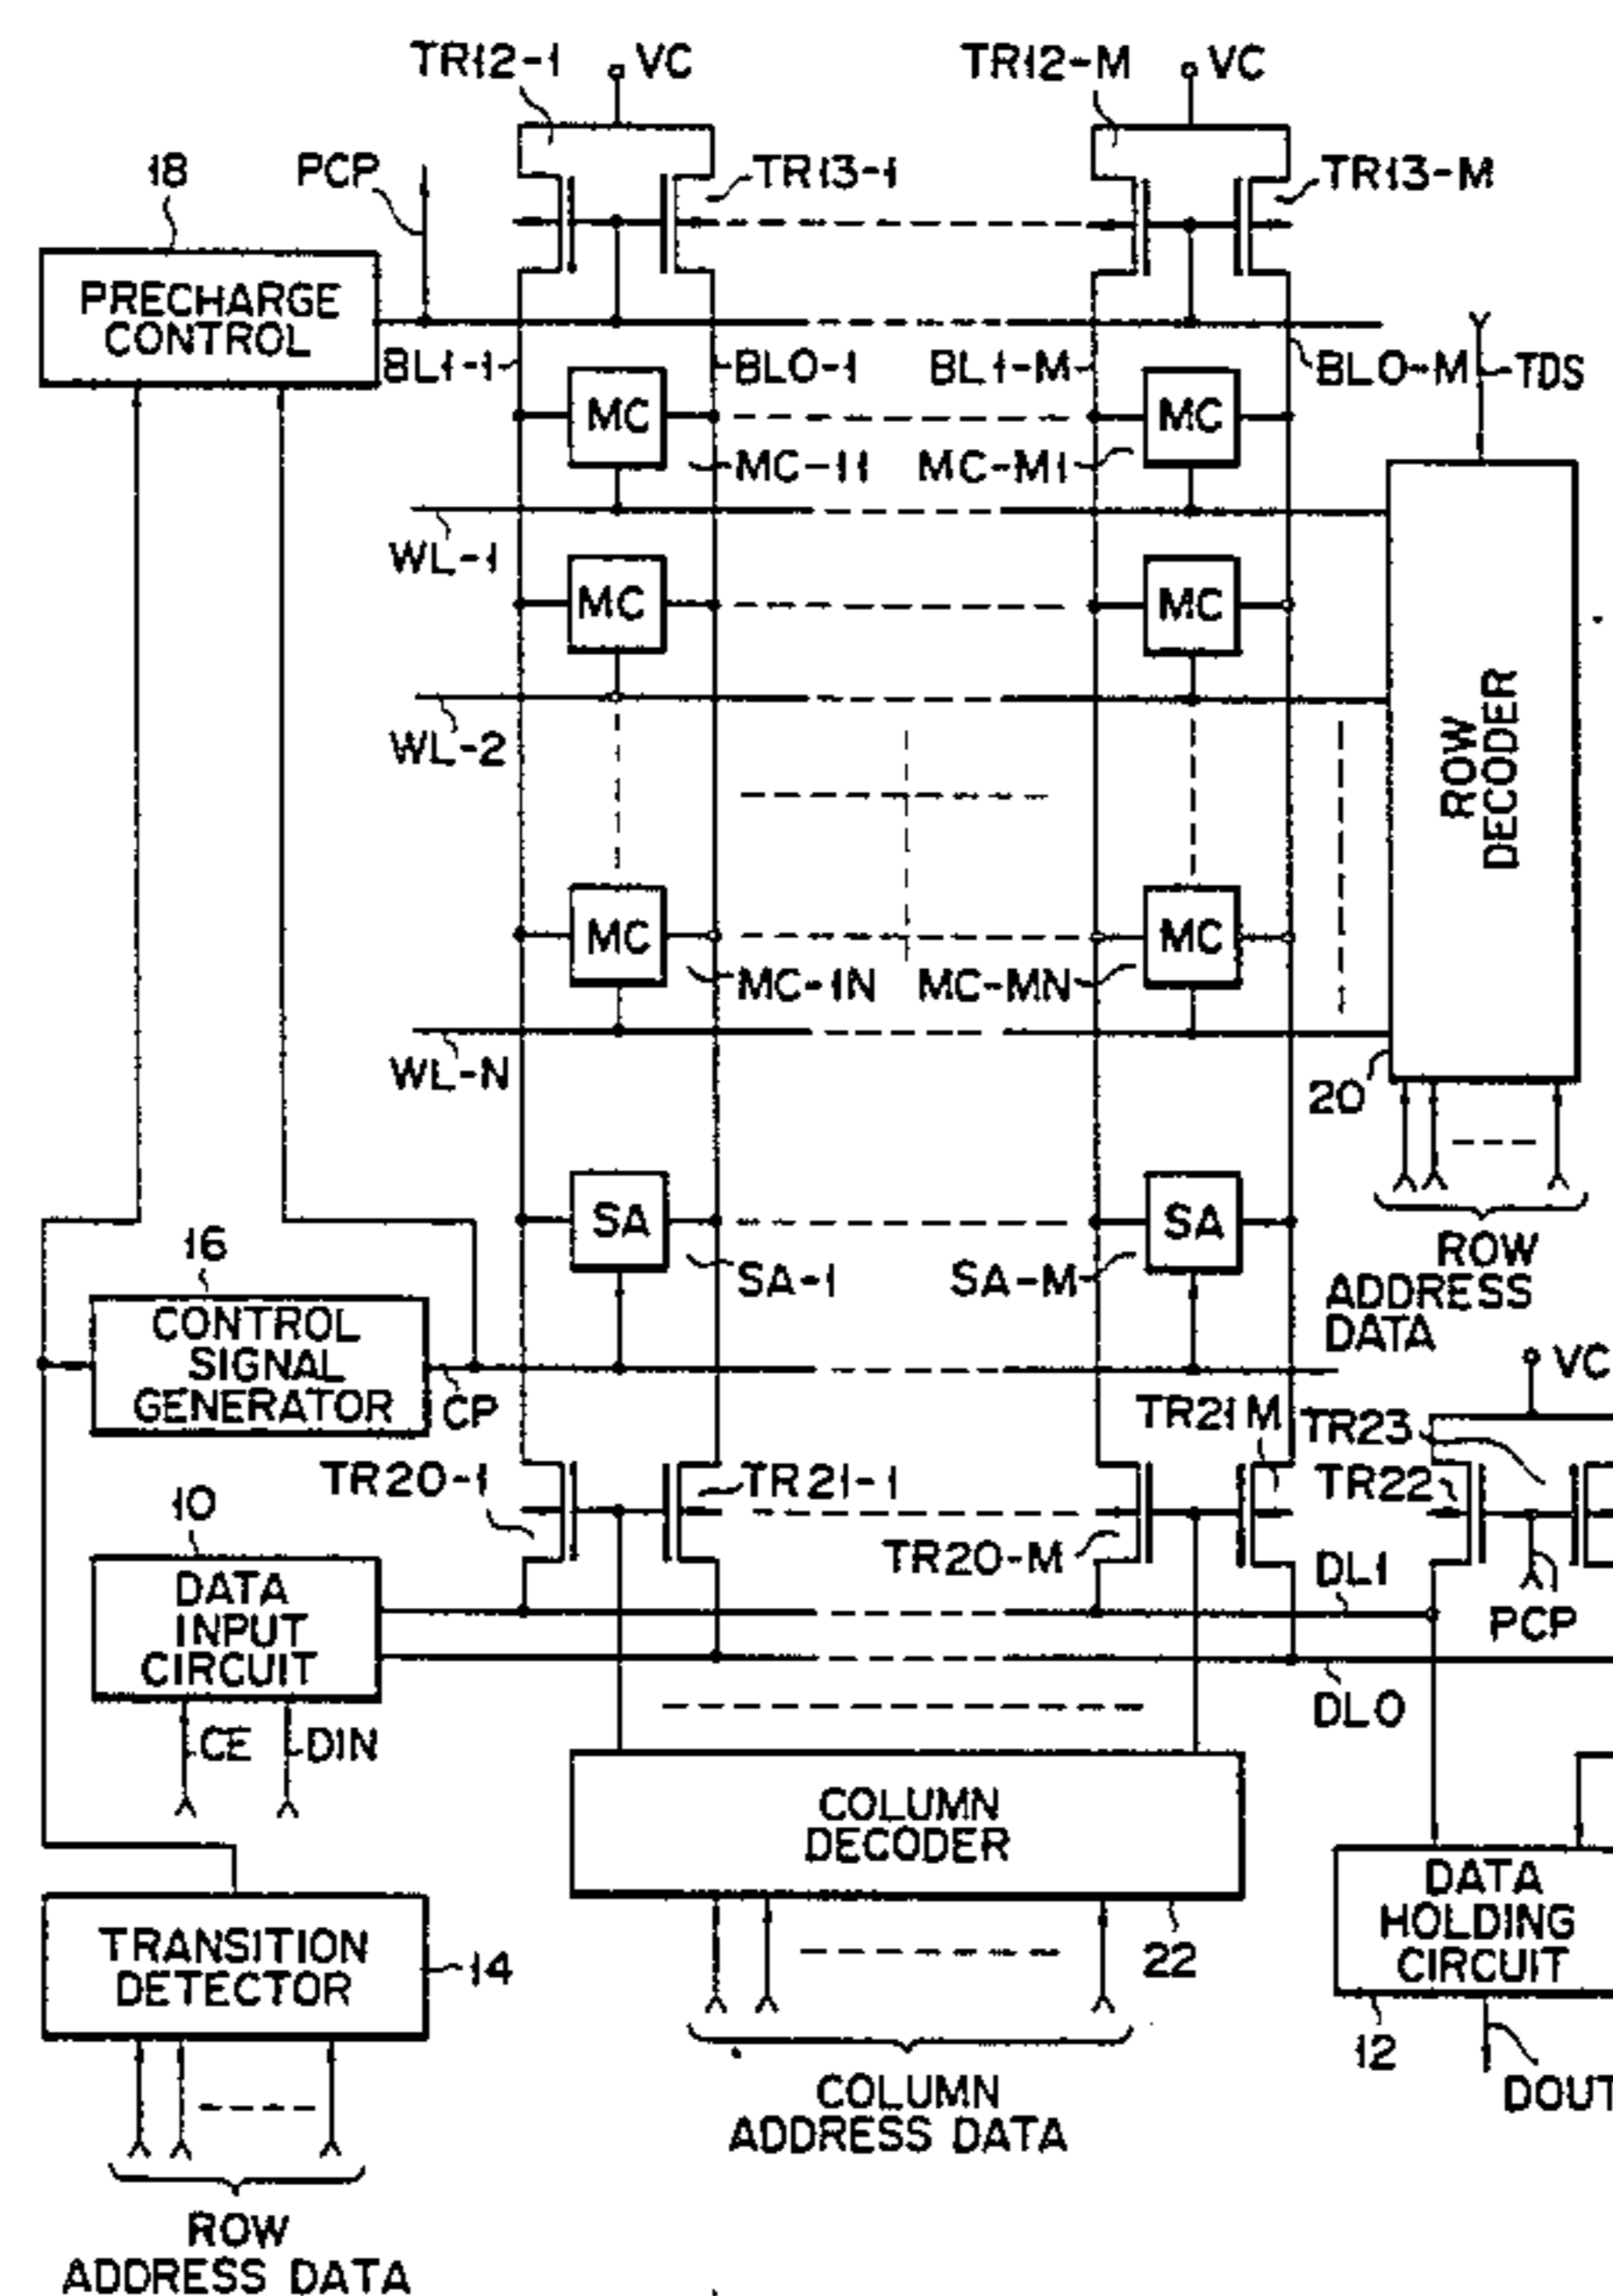 TR12-1
VC
TR12-M
VC
18
PCP
TR13-1
TR13-M
PRECHARGE
CONTROL
BL1-1
BL0-1
BL1-M
BL0-M
TDS
MC
MC
MC-11
MC-M1
WL-1
MC
MC
WL-2
ROW
DECODER
MC
MC
MC-1N
MC-MN
WL-N
20
SA
SA
16
SA-1
SA-M
ROW
ADDRESS
DATA
CONTROL
SIGNAL
GENERATOR
CP
VC
TR21M
TR23
TR20-1
TR21-1
TR22
10
TR20-M
DATA
INPUT
CIRCUIT
DL1
PCP
DL0
CE
DIN
COLUMN
DECODER
DATA
HOLDING
CIRCUIT
TRANSITION
DETECTOR
14
22
12
DOUT
COLUMN
ADDRESS DATA
ROW
ADDRESS DATA